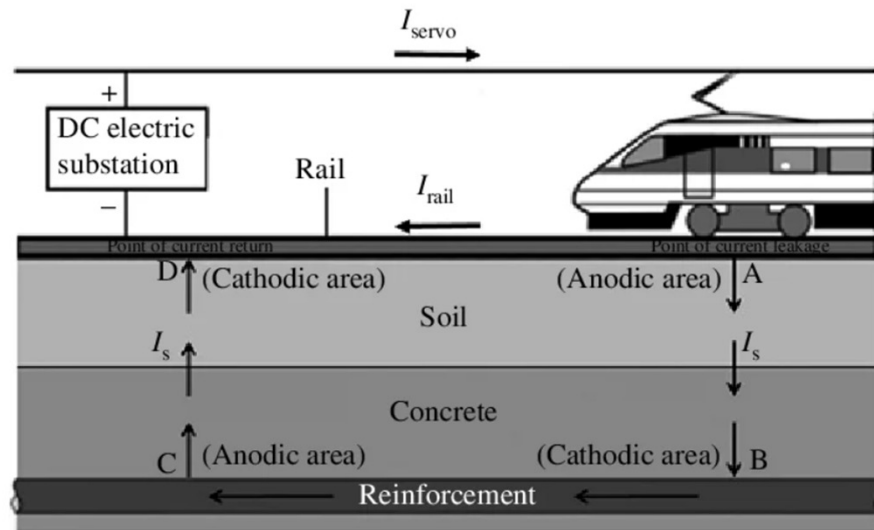 I_servo
+
DC electric
substation
Rail
I_rail
−
Point of current return
Point of current leakage
D
(Cathodic area)
(Anodic area)
A
Soil
I_s
I_s
Concrete
C
(Anodic area)
(Cathodic area)
B
Reinforcement